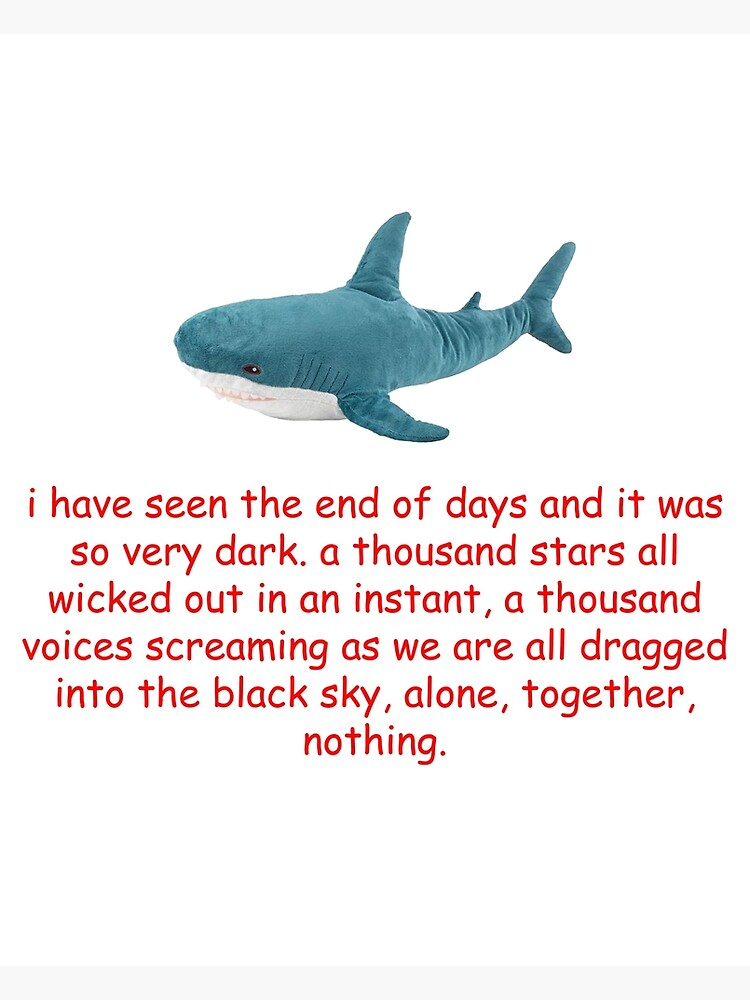 i have seen the end of days and it was
so very dark. a thousand stars all
wicked out in an instant, a thousand
voices screaming as we are all dragged
into the black sky, alone, together,
nothing.